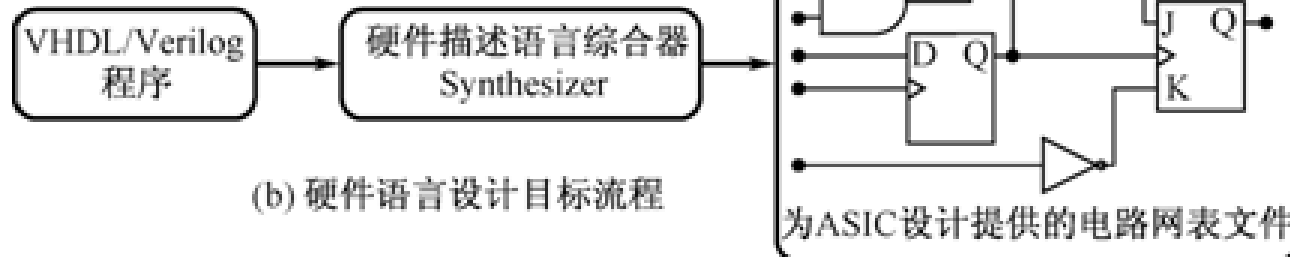 VHDL/Verilog
程序
硬件描述语言综合器
Synthesizer
D Q
J Q
K
(b) 硬件语言设计目标流程
为ASIC设计提供的电路网表文件